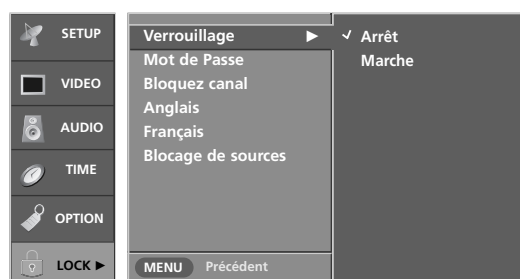 SETUP
VIDEO
AUDIO
TIME
OPTION
LOCK ►
Verrouillage ►
Mot de Passe
Bloquez canal
Anglais
Français
Blocage de sources
MENU Précédent
✓ Arrêt
Marche